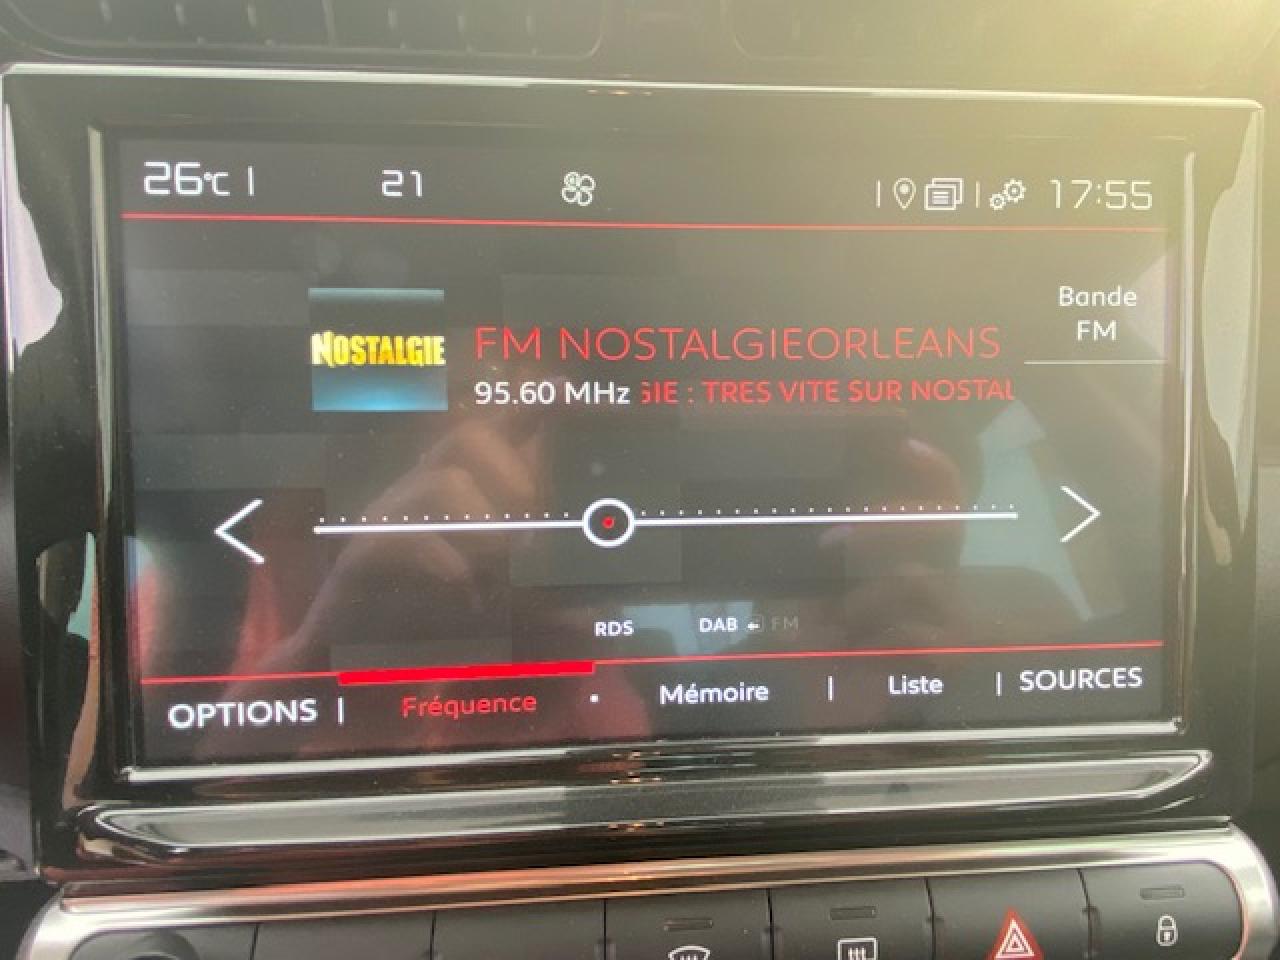 26°C 21 17:55
Bande
FM
NOSTALGIE
FM NOSTALGIEORLEANS
95.60 MHz GIE : TRES VITE SUR NOSTAL
RDS DAB FM
OPTIONS Fréquence Mémoire Liste SOURCES